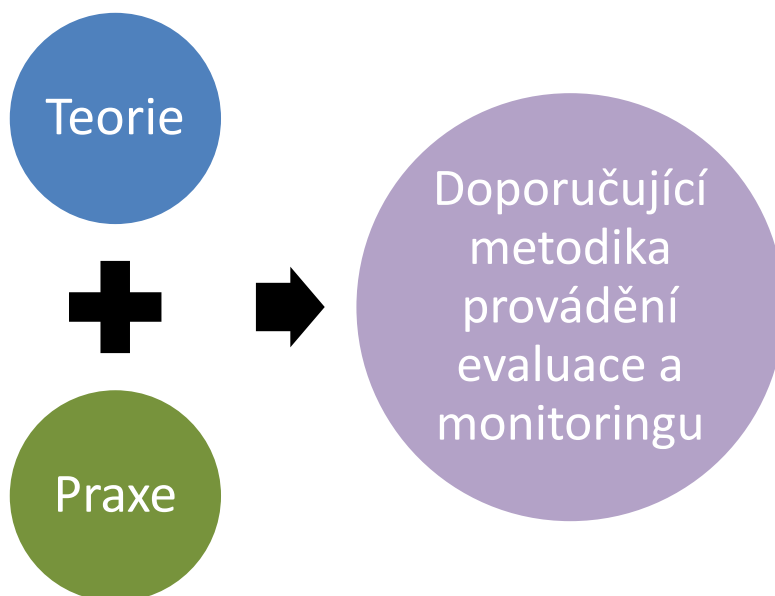 Teorie
Praxe
Doporučující
metodika
provádění
evaluace a
monitoringu